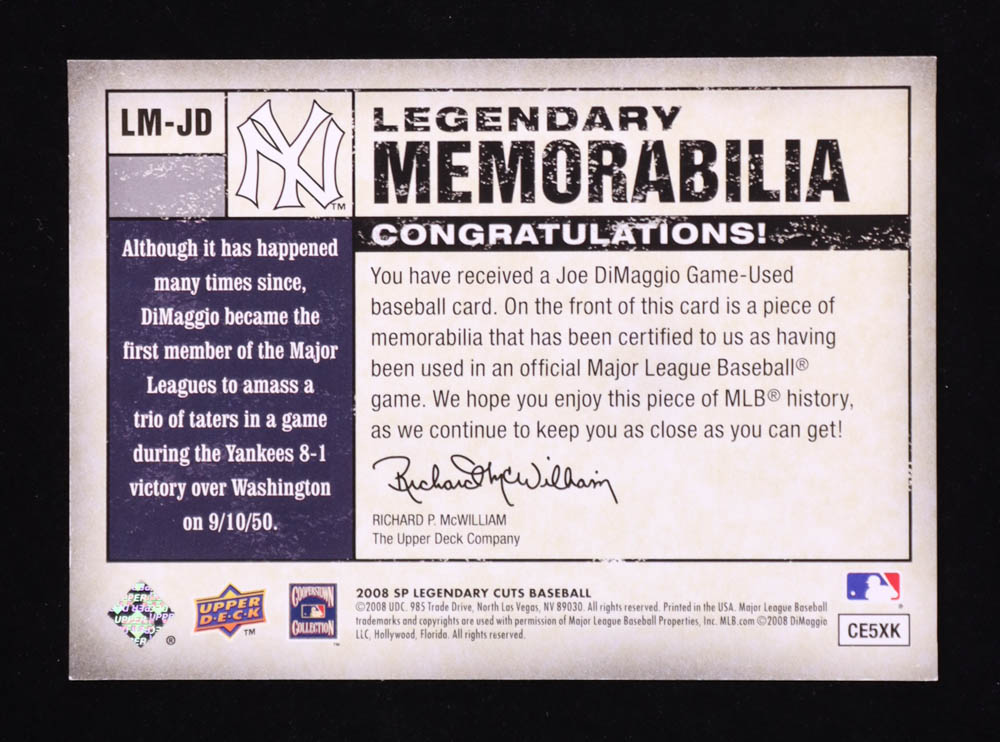 LM-JD
NY
TM
LEGENDARY
MEMORABILIA
CONGRATULATIONS!
Although it has happened
many times since,
DiMaggio became the
first member of the Major
Leagues to amass a
trio of taters in a game
during the Yankees 8-1
victory over Washington
on 9/10/50.
You have received a Joe DiMaggio Game-Used
baseball card. On the front of this card is a piece of
memorabilia that has been certified to us as having
been used in an official Major League Baseball®
game. We hope you enjoy this piece of MLB® history,
as we continue to keep you as close as you can get!
Richard P. McWilliam
RICHARD P. McWILLIAM
The Upper Deck Company
UPPER
DECK
®
UPPER
D·E·C·K
TM
COOPERSTOWN
COLLECTION
2008 SP LEGENDARY CUTS BASEBALL
©2008 UDC. 985 Trade Drive, North Las Vegas, NV 89030. All rights reserved. Printed in the USA. Major League Baseball
trademarks and copyrights are used with permission of Major League Baseball Properties, Inc. MLB.com ©2008 DiMaggio
LLC, Hollywood, Florida. All rights reserved.
®
CE5XK